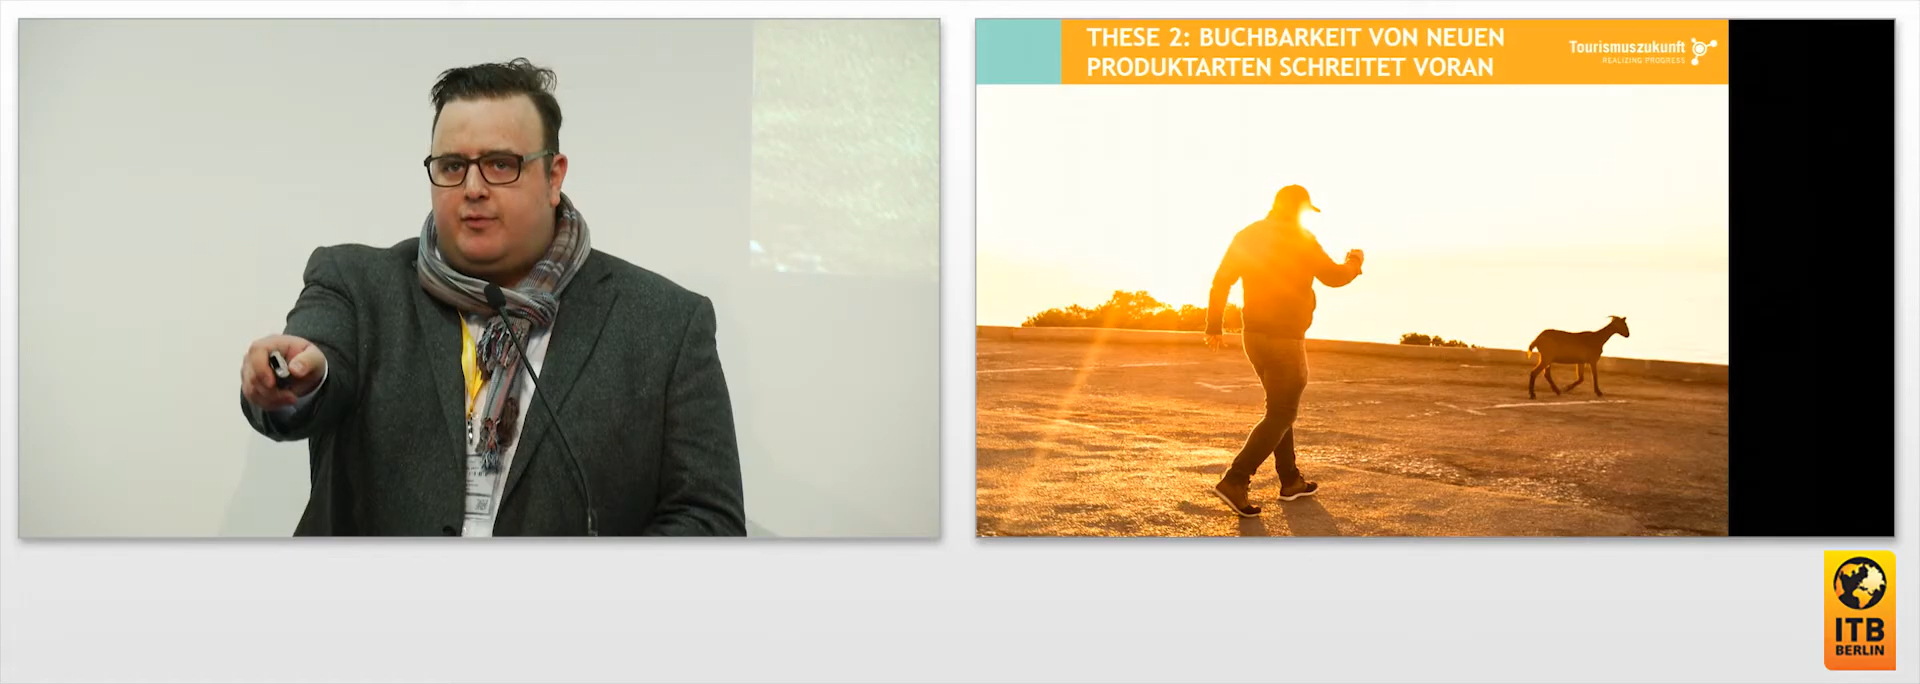 THESE 2: BUCHBARKEIT VON NEUEN
PRODUKTARTEN SCHREITET VORAN
Tourismuszukunft
REALIZING PROGRESS
ITB
BERLIN